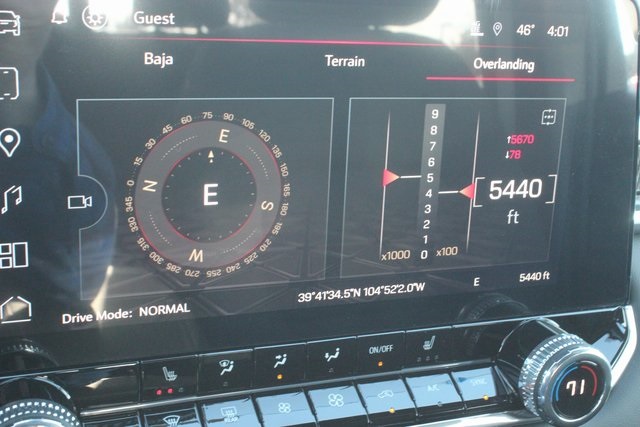 Guest
46° 4:01
Baja Terrain Overlanding
0 15 30 45 60 75 90 105 120 135 150 165 180 195 210 225 240 255 270 285 300 315 330 345
N E S W
E
9
8
7
6
5
4
3
2
1
0
x1000 x100
↑5670
↓78
5440
ft
39°41'34.5"N 104°52'2.0"W E 5440 ft
Drive Mode: NORMAL
ON/OFF
A/C SYNC
71